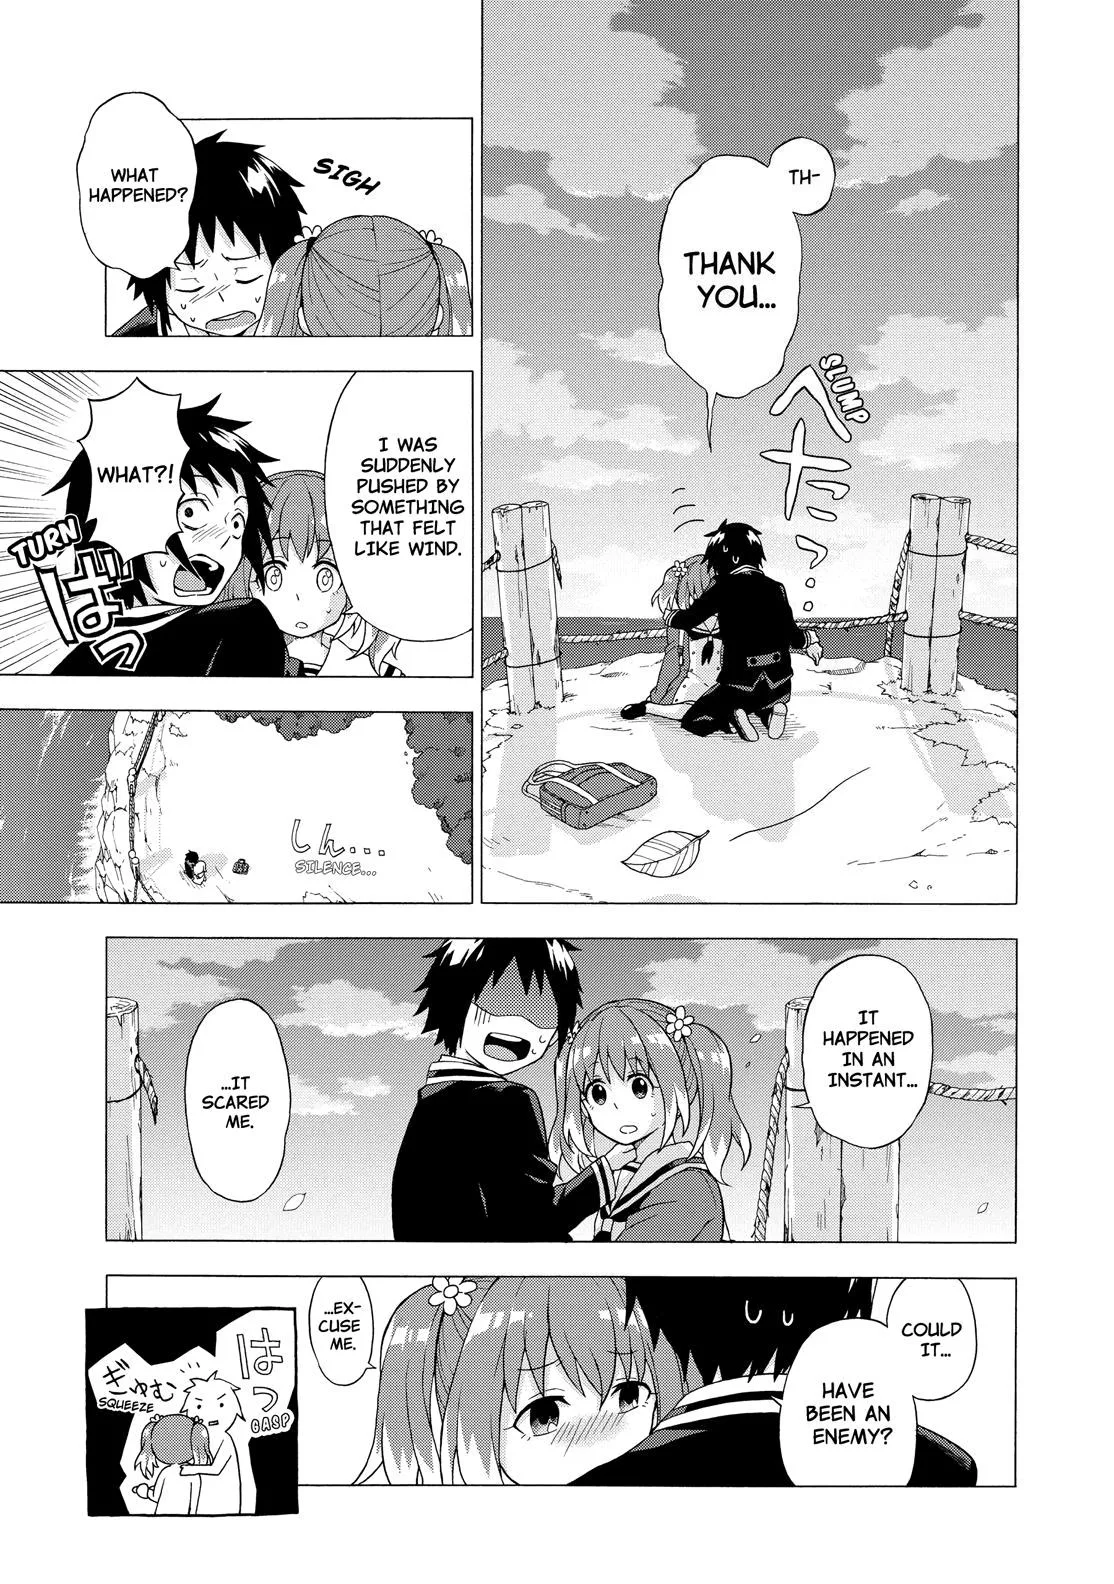 TH-
THANK
YOU...
SLUMP
へたっ...
WHAT
HAPPENED?
SIGH
I WAS
SUDDENLY
PUSHED BY
SOMETHING
THAT FELT
LIKE WIND.
WHAT?!
TURN
ばっ
しん...
SILENCE...
IT
HAPPENED
IN AN
INSTANT...
...IT
SCARED
ME.
COULD
IT...
HAVE
BEEN AN
ENEMY?
...EX-
CUSE
ME.
はっ
GASP
ぎゅむ
SQUEEZE